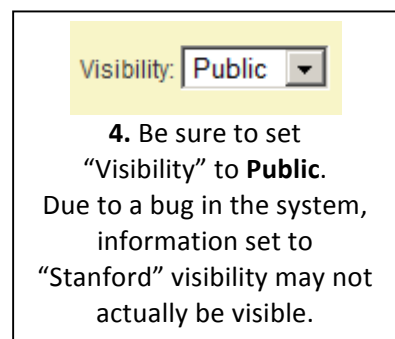 Visibility: Public
4. Be sure to set
“Visibility” to Public.
Due to a bug in the system,
information set to
“Stanford” visibility may not
actually be visible.